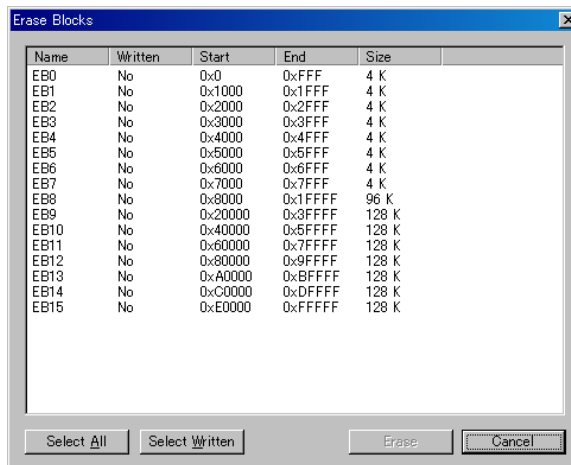 Erase Blocks
Name Written Start End Size
EB0 No 0x0 0xFFF 4 K
EB1 No 0x1000 0x1FFF 4 K
EB2 No 0x2000 0x2FFF 4 K
EB3 No 0x3000 0x3FFF 4 K
EB4 No 0x4000 0x4FFF 4 K
EB5 No 0x5000 0x5FFF 4 K
EB6 No 0x6000 0x6FFF 4 K
EB7 No 0x7000 0x7FFF 4 K
EB8 No 0x8000 0x1FFFF 96 K
EB9 No 0x20000 0x3FFFF 128 K
EB10 No 0x40000 0x5FFFF 128 K
EB11 No 0x60000 0x7FFFF 128 K
EB12 No 0x80000 0x9FFFF 128 K
EB13 No 0xA0000 0xBFFFF 128 K
EB14 No 0xC0000 0xDFFFF 128 K
EB15 No 0xE0000 0xFFFFF 128 K
Select All Select Written Erase Cancel